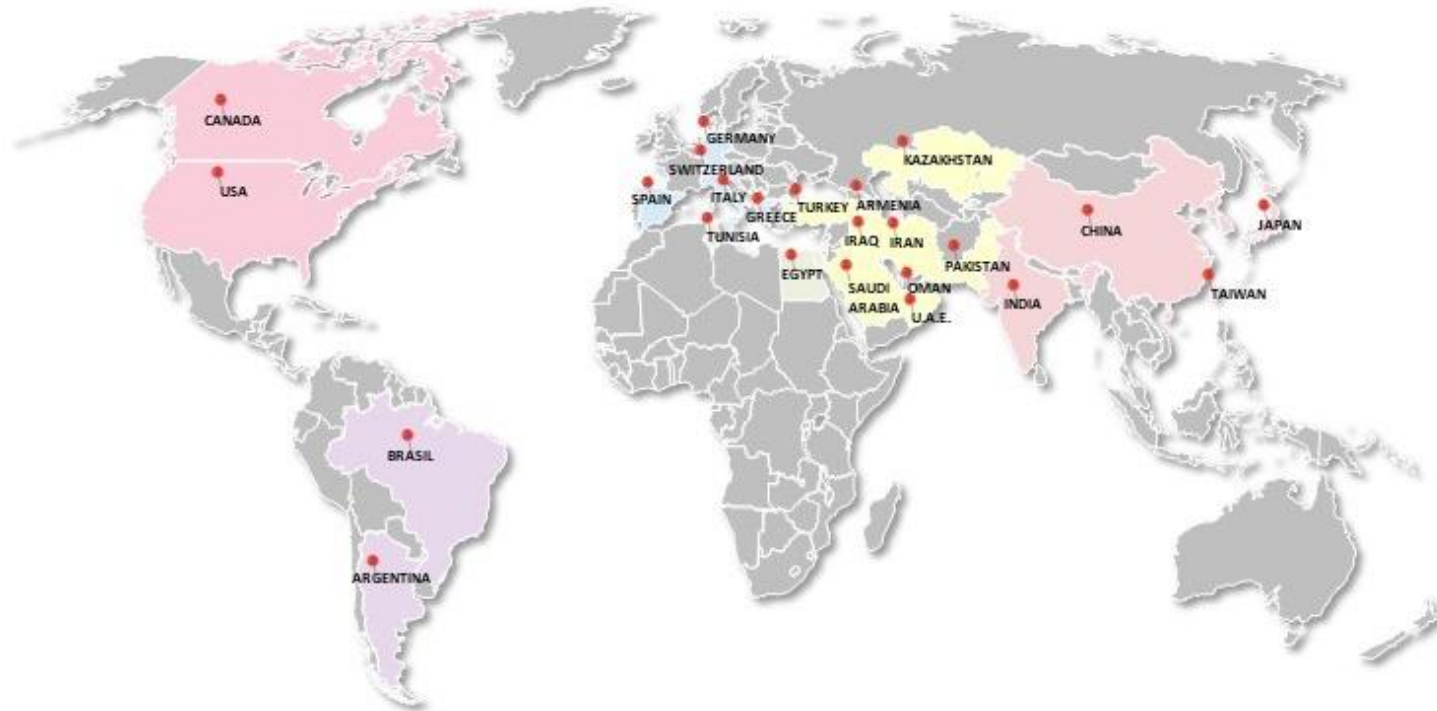 CANADA
USA
BRASIL
ARGENTINA
GERMANY
SWITZERLAND
SPAIN
ITALY
GREECE
TUNISIA
TURKEY
ARMENIA
KAZAKHSTAN
IRAQ
IRAN
EGYPT
SAUDI
ARABIA
OMAN
U.A.E.
PAKISTAN
INDIA
CHINA
JAPAN
TAIWAN